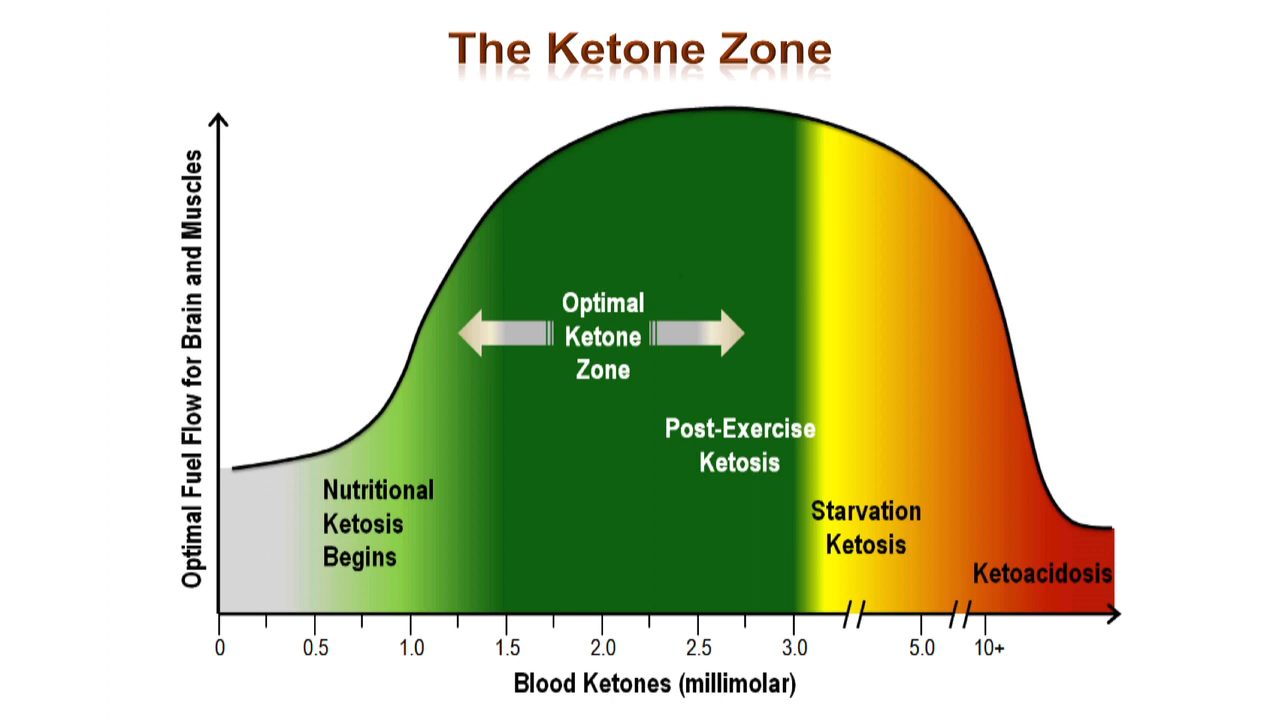 The Ketone Zone
Optimal Fuel Flow for Brain and Muscles
Optimal
Ketone
Zone
Post-Exercise
Ketosis
Nutritional
Ketosis
Begins
Starvation
Ketosis
Ketoacidosis
0 0.5 1.0 1.5 2.0 2.5 3.0 5.0 10+
Blood Ketones (millimolar)